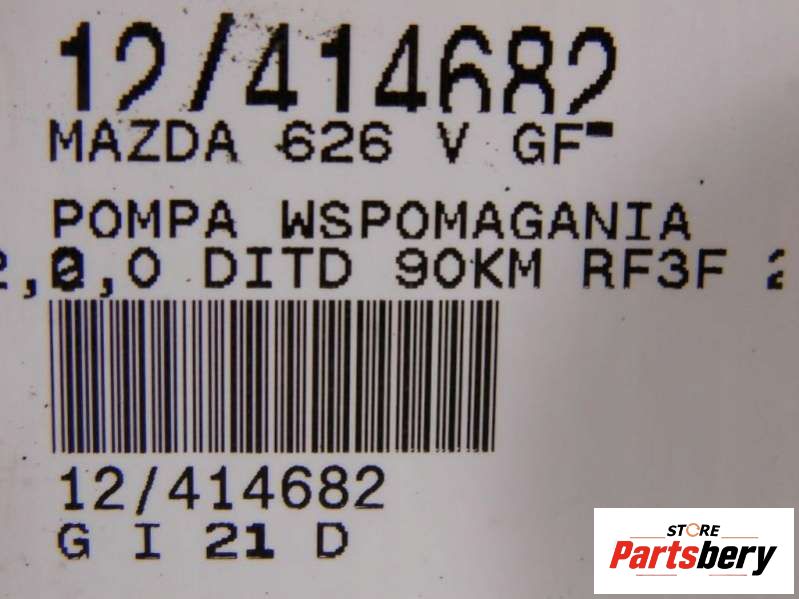 12/414682
MAZDA 626 V GF
POMPA WSPOMAGANIA
2,0 DITD 90KM RF3F
12/414682
G I 21 D
STORE
Partsbery